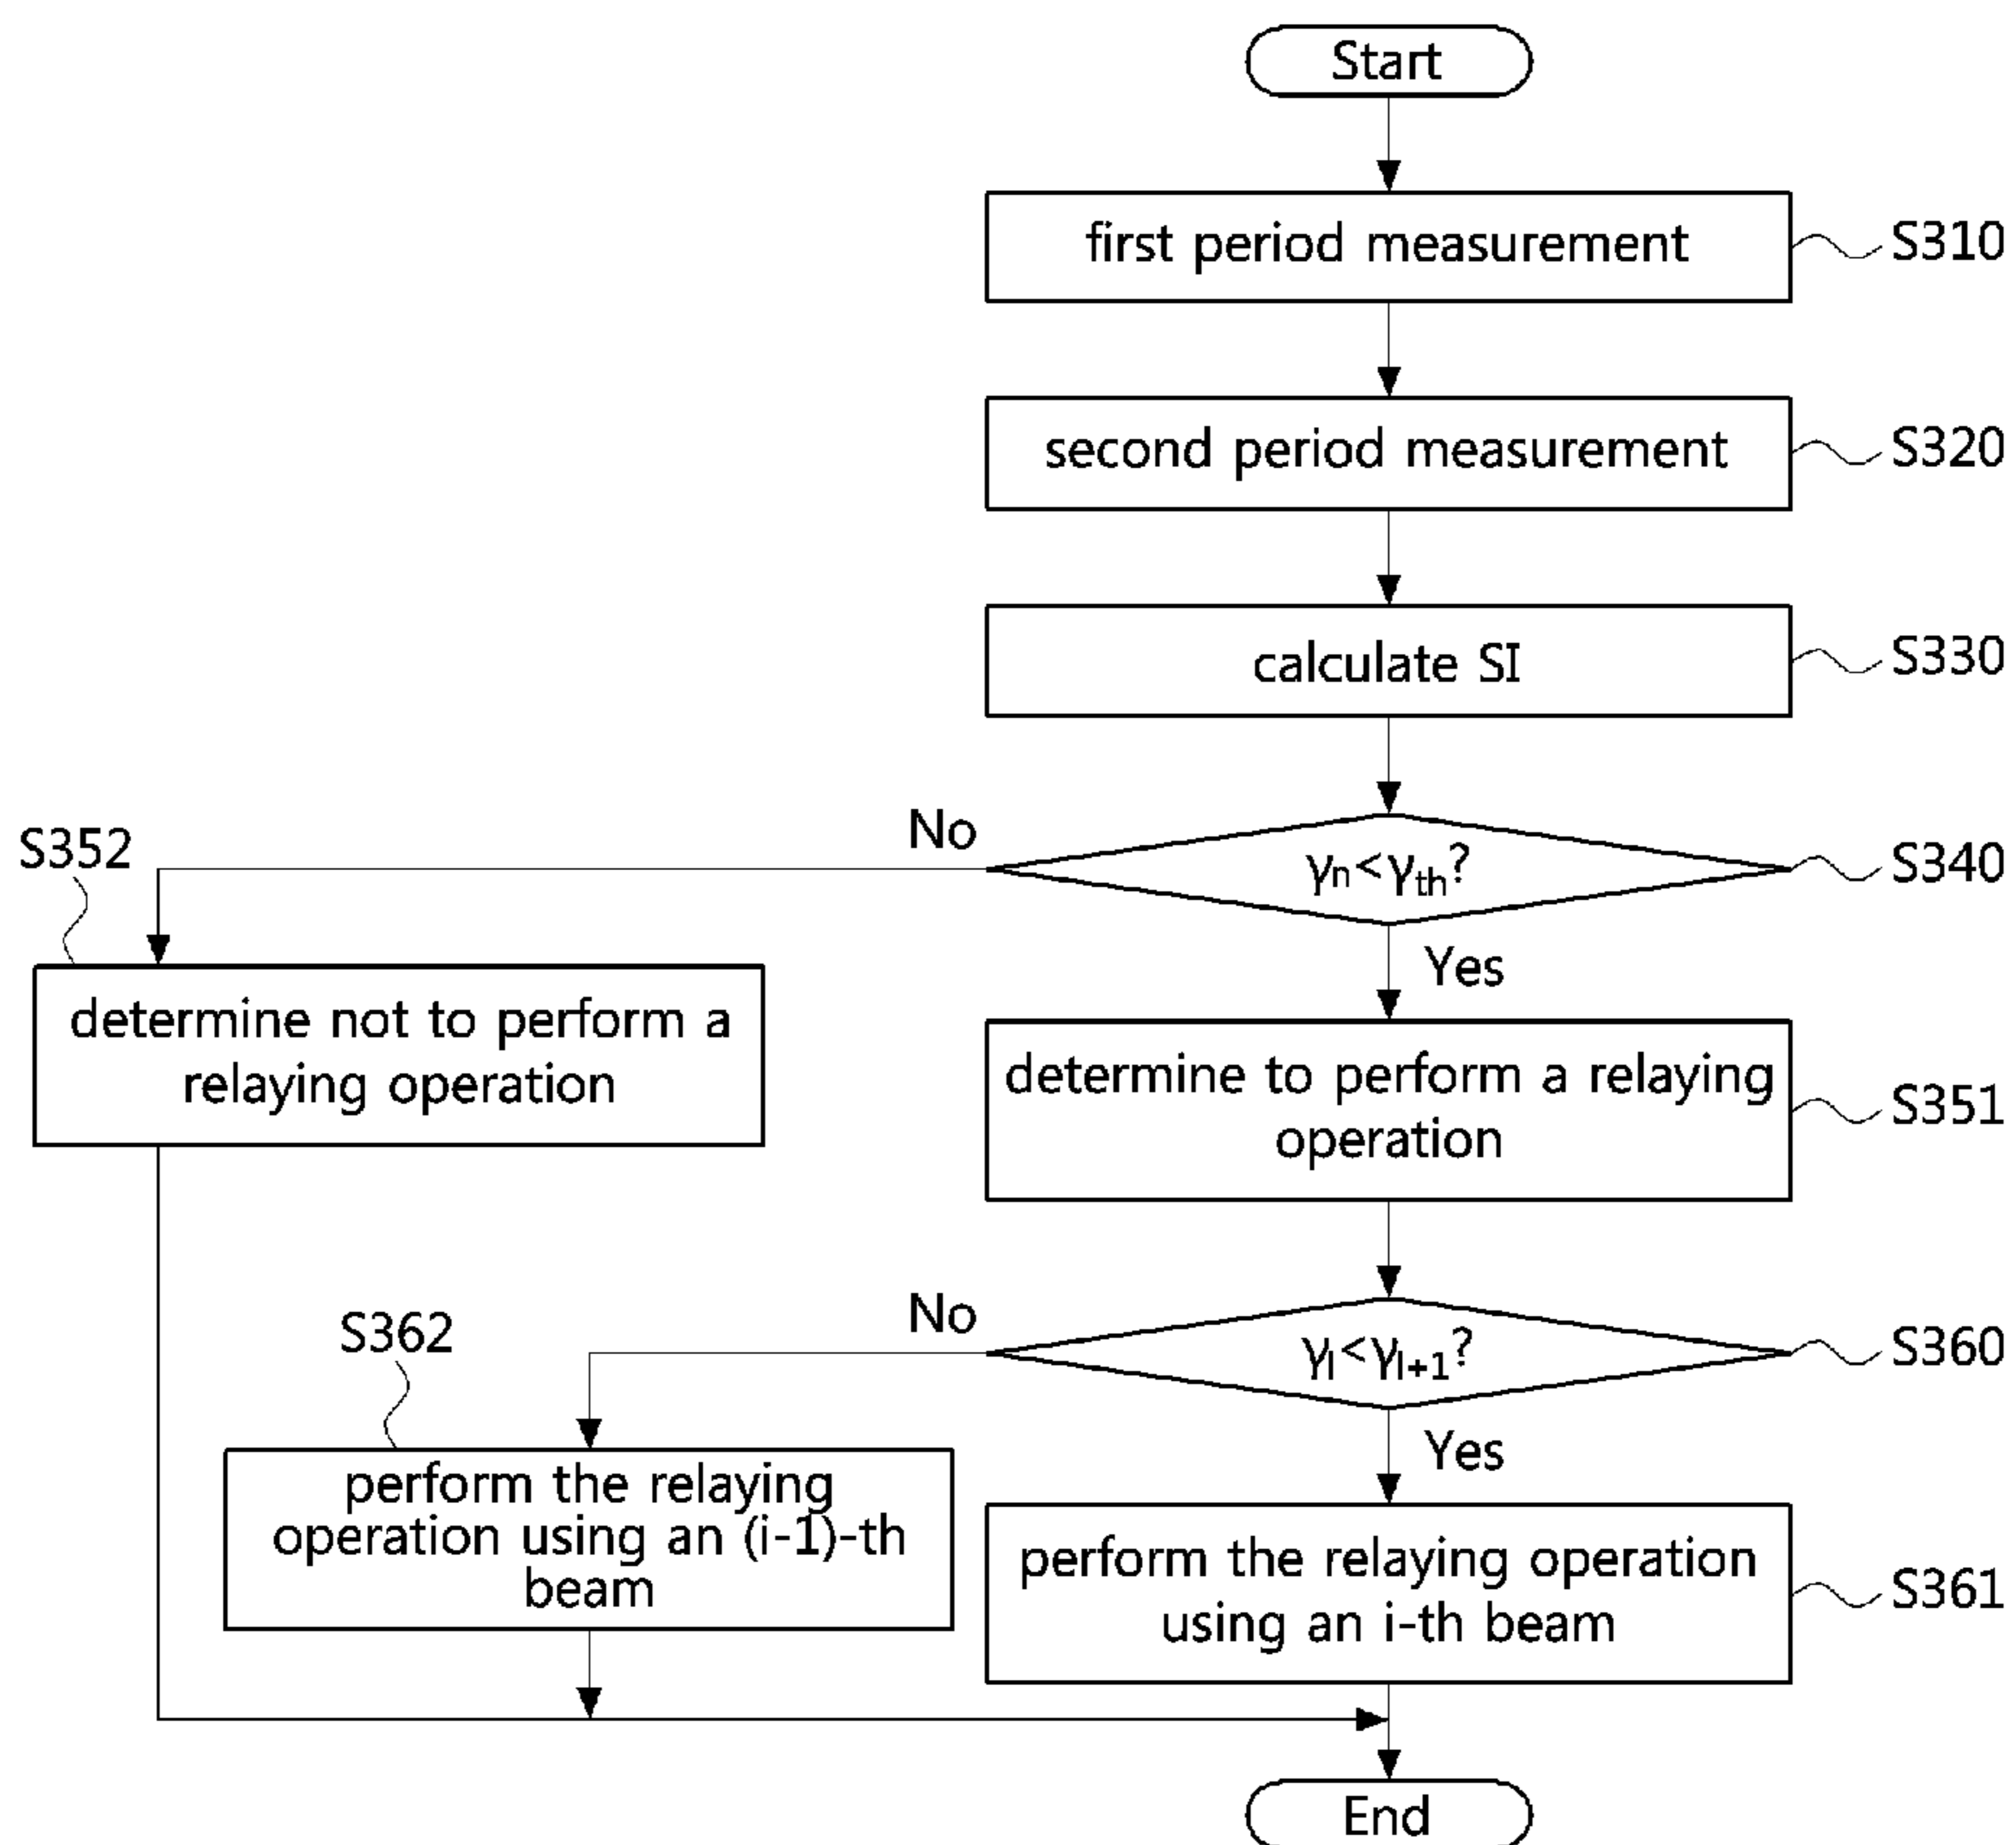 Start
first period measurement
S310
second period measurement
S320
calculate SI
S330
No
S352
γn<γth?
S340
Yes
determine not to perform a
relaying operation
determine to perform a relaying
operation
S351
No
S362
γl<γl+1?
S360
Yes
perform the relaying
operation using an (i-1)-th
beam
perform the relaying operation
using an i-th beam
S361
End